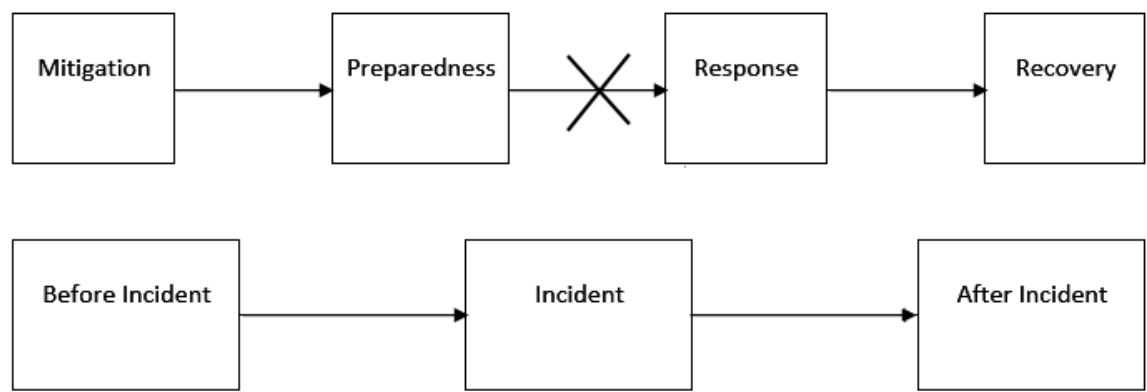 Mitigation
Preparedness
Response
Recovery
Before Incident
Incident
After Incident